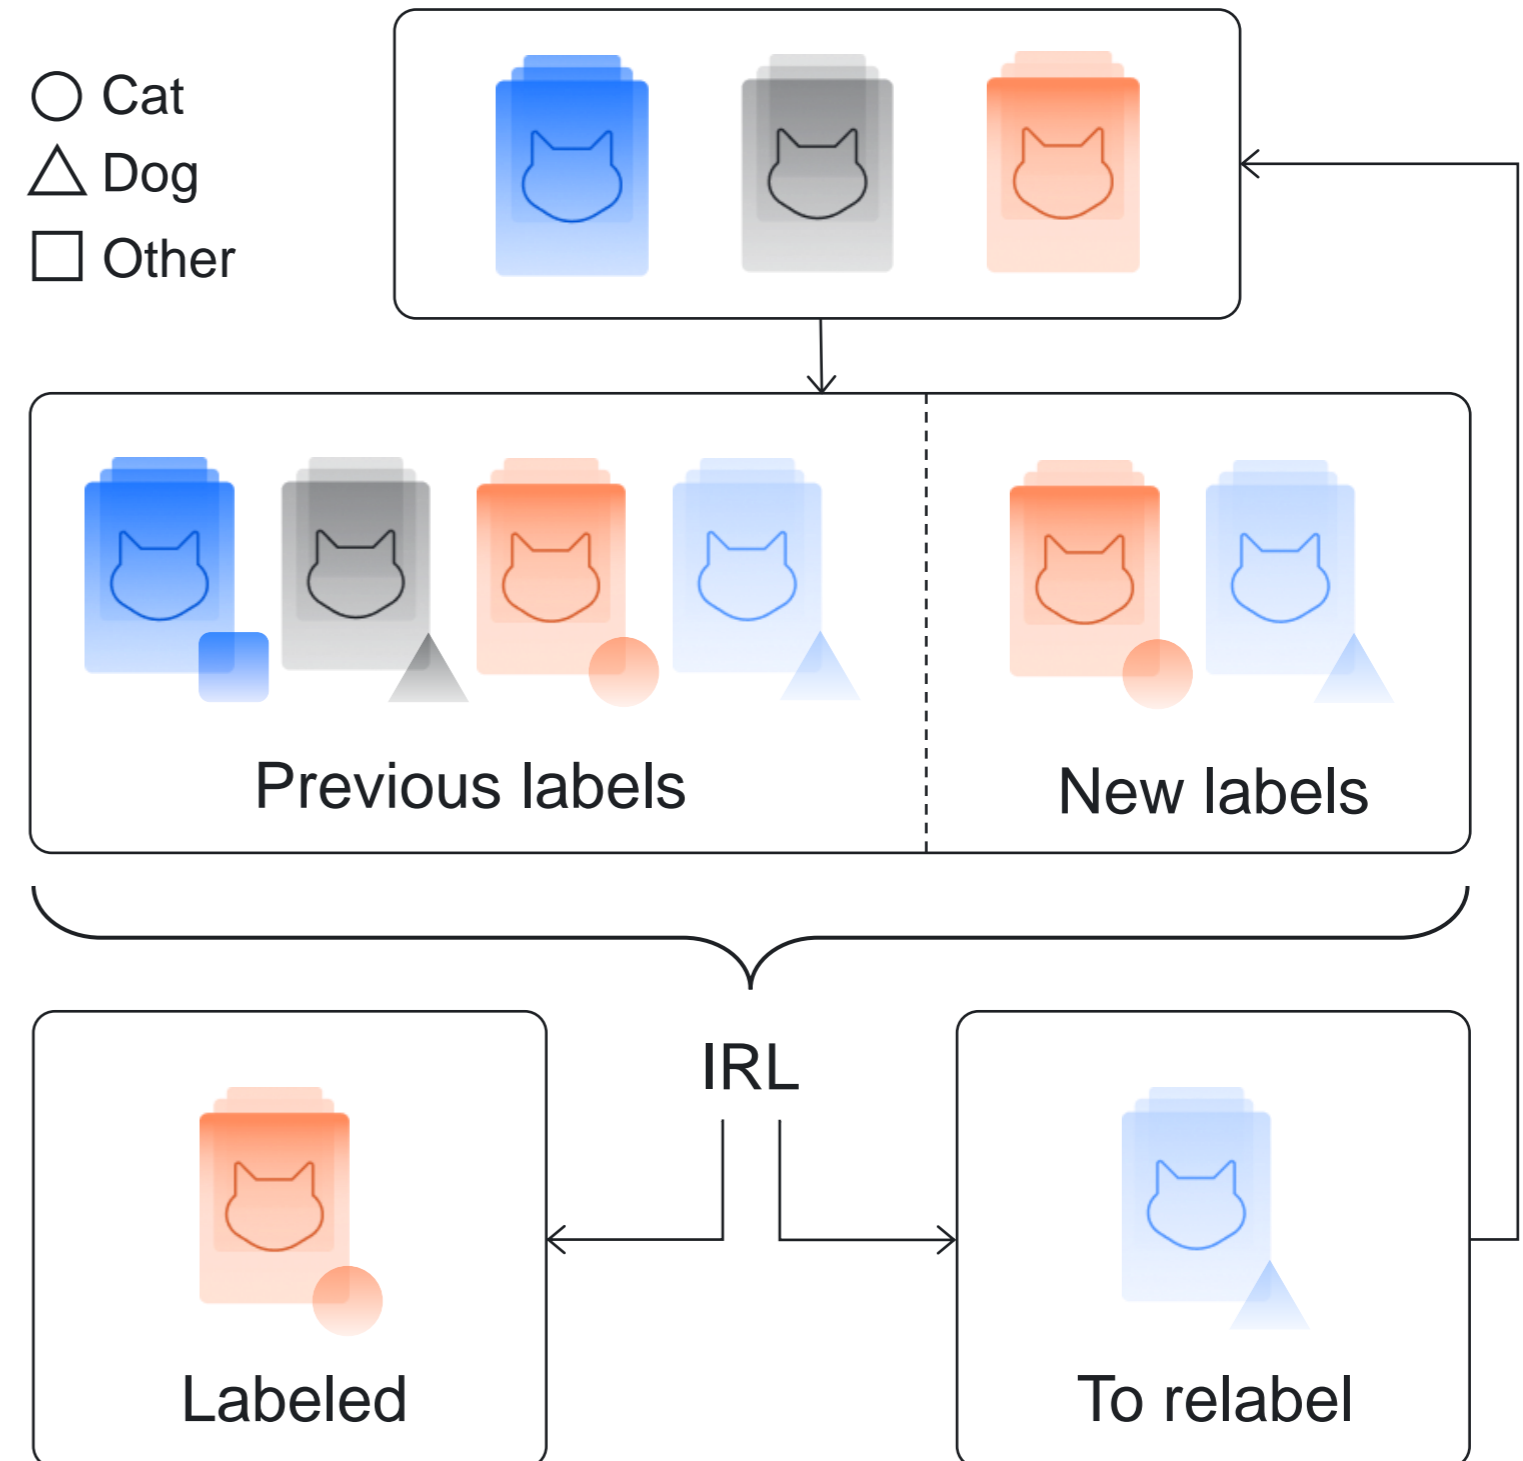 Cat
Dog
Other
Previous labels
New labels
IRL
Labeled
To relabel